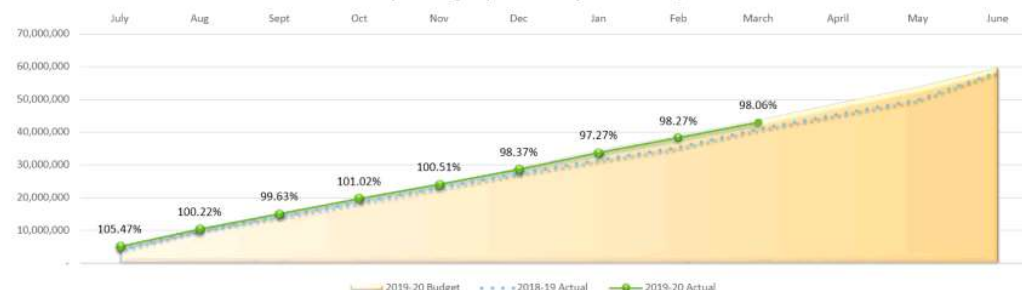 July Aug Sept Oct Nov Dec Jan Feb March April May June
70,000,000
60,000,000
50,000,000
40,000,000
30,000,000
20,000,000
10,000,000
-
105.47% 100.22% 99.63% 101.02% 100.51% 98.37% 97.27% 98.27% 98.06%
2019-20 Budget 2018-19 Actual 2019-20 Actual